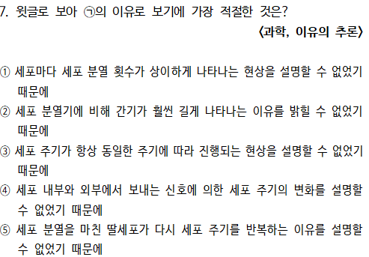 7. 윗글로 보아 ㉠의 이유로 보기에 가장 적절한 것은?
<과학, 이유의 추론>
① 세포마다 세포 분열 횟수가 상이하게 나타나는 현상을 설명할 수 없었기
때문에
② 세포 분열기에 비해 간기가 훨씬 길게 나타나는 이유를 밝힐 수 없었기
때문에
③ 세포 주기가 항상 동일한 주기에 따라 진행되는 현상을 설명할 수 없었기
때문에
④ 세포 내부와 외부에서 보내는 신호에 의한 세포 주기의 변화를 설명할
수 없었기 때문에
⑤ 세포 분열을 마친 딸세포가 다시 세포 주기를 반복하는 이유를 설명할
수 없었기 때문에